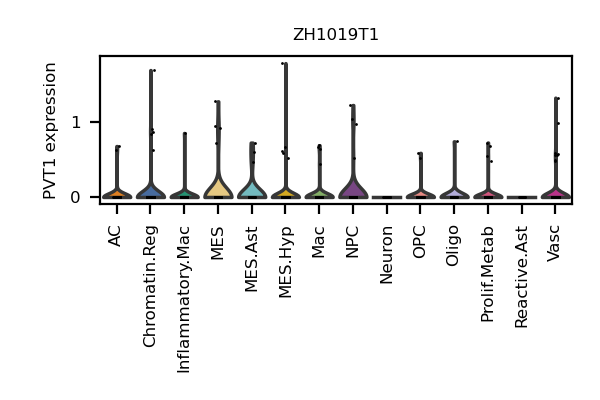 ZH1019T1
PVT1 expression
1
0
AC
Chromatin.Reg
Inflammatory.Mac
MES
MES.Ast
MES.Hyp
Mac
NPC
Neuron
OPC
Oligo
Prolif.Metab
Reactive.Ast
Vasc